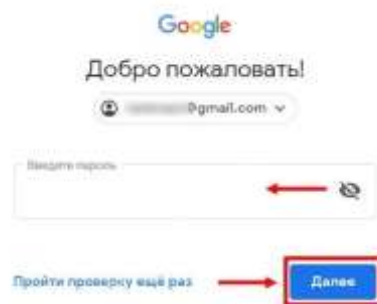 Google
Добро пожаловать!
@gmail.com
Введите пароль
Пройти проверку ещё раз
Далее